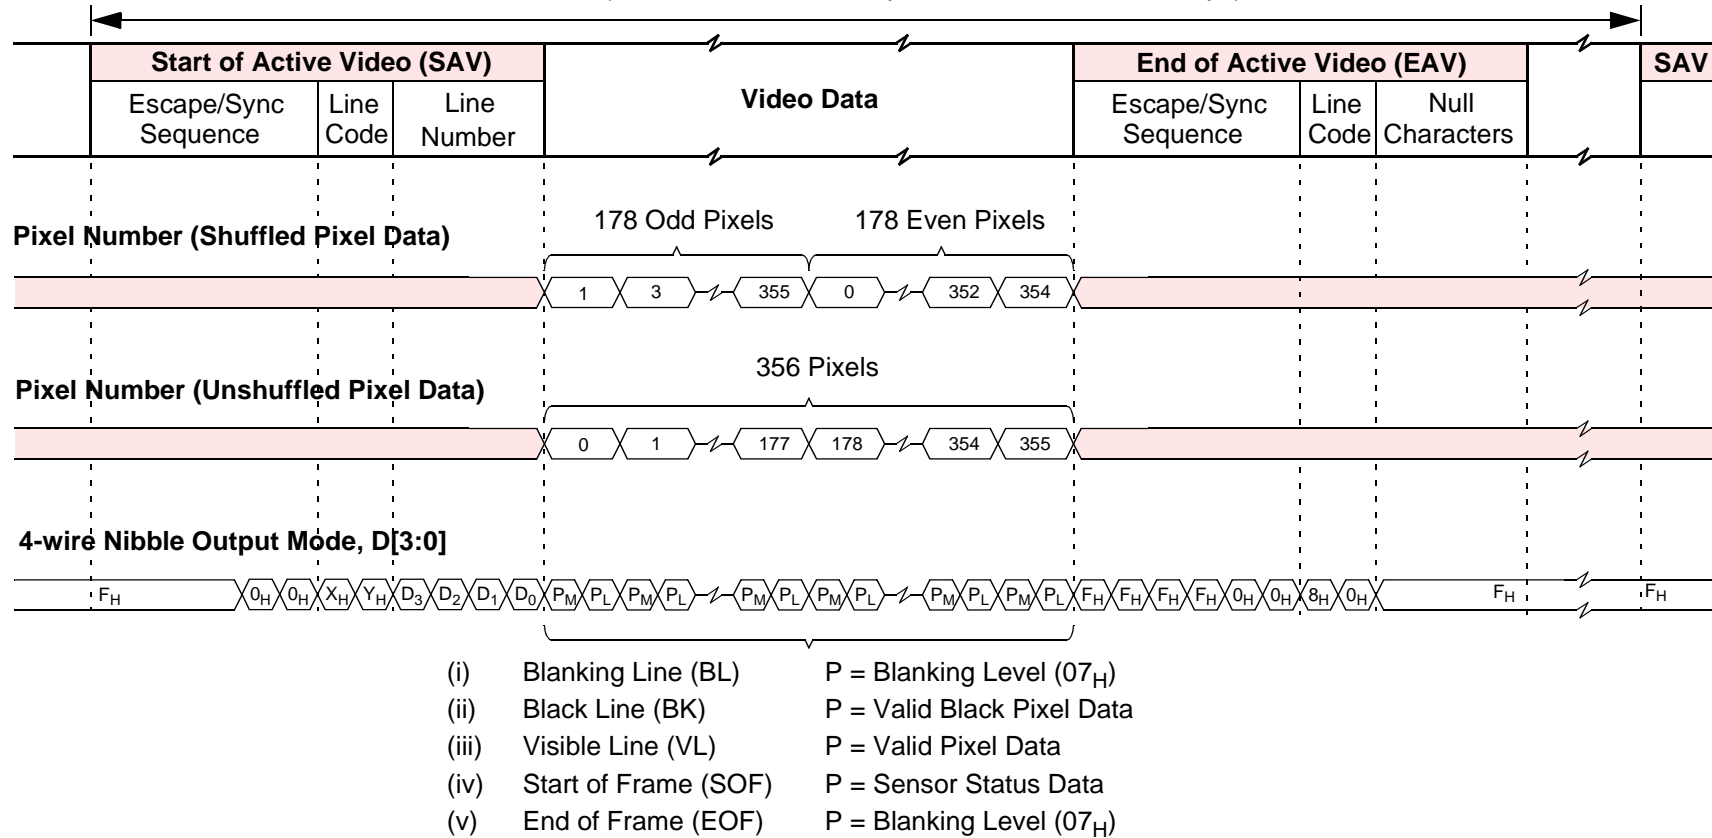 Start of Active Video (SAV)
End of Active Video (EAV)
SAV
Escape/Sync Sequence
Line Code
Line Number
Video Data
Escape/Sync Sequence
Line Code
Null Characters
178 Odd Pixels
178 Even Pixels
Pixel Number (Shuffled Pixel Data)
1 3 355 0 352 354
356 Pixels
Pixel Number (Unshuffled Pixel Data)
0 1 177 178 354 355
4-wire Nibble Output Mode, D[3:0]
FH 0H 0H XH YH D3 D2 D1 D0 PM PL PM PL PM PL PM PL PM PL PM PL FH FH FH FH 0H 0H 8H 0H FH FH
(i) Blanking Line (BL) P = Blanking Level (07H)
(ii) Black Line (BK) P = Valid Black Pixel Data
(iii) Visible Line (VL) P = Valid Pixel Data
(iv) Start of Frame (SOF) P = Sensor Status Data
(v) End of Frame (EOF) P = Blanking Level (07H)